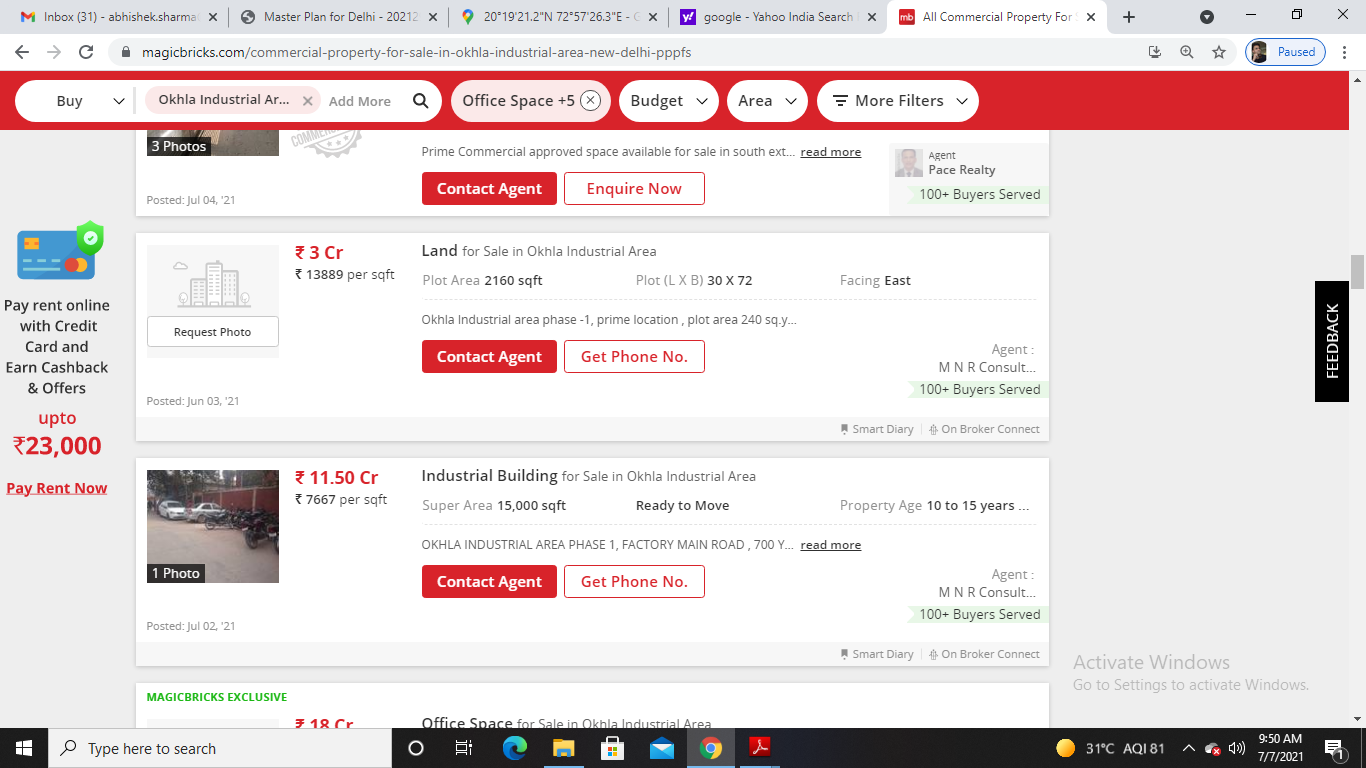 Inbox (31) - abhishek.sharma
Master Plan for Delhi - 20212
20°19'21.2"N 72°57'26.3"E - G
google - Yahoo India Search
All Commercial Property For S
magicbricks.com/commercial-property-for-sale-in-okhla-industrial-area-new-delhi-pppfs
Paused
Buy
Okhla Industrial Ar...
Add More
Office Space +5
Budget
Area
More Filters
3 Photos
Prime Commercial approved space available for sale in south ext... read more
Agent
Pace Realty
Contact Agent
Enquire Now
100+ Buyers Served
Posted: Jul 04, '21
₹ 3 Cr
₹ 13889 per sqft
Land for Sale in Okhla Industrial Area
Plot Area 2160 sqft
Plot (L X B) 30 X 72
Facing East
Okhla Industrial area phase -1, prime location , plot area 240 sq.y...
Request Photo
Contact Agent
Get Phone No.
Agent :
M N R Consult...
100+ Buyers Served
Posted: Jun 03, '21
Smart Diary
On Broker Connect
₹ 11.50 Cr
₹ 7667 per sqft
Industrial Building for Sale in Okhla Industrial Area
Super Area 15,000 sqft
Ready to Move
Property Age 10 to 15 years ...
OKHLA INDUSTRIAL AREA PHASE 1, FACTORY MAIN ROAD , 700 Y... read more
1 Photo
Contact Agent
Get Phone No.
Agent :
M N R Consult...
100+ Buyers Served
Posted: Jul 02, '21
Smart Diary
On Broker Connect
MAGICBRICKS EXCLUSIVE
₹ 18 Cr
Office Space for Sale in Okhla Industrial Area
Pay rent online
with Credit
Card and
Earn Cashback
& Offers
upto
₹23,000
Pay Rent Now
FEEDBACK
Activate Windows
Go to Settings to activate Windows.
Type here to search
31°C AQI 81
9:50 AM
7/7/2021
1